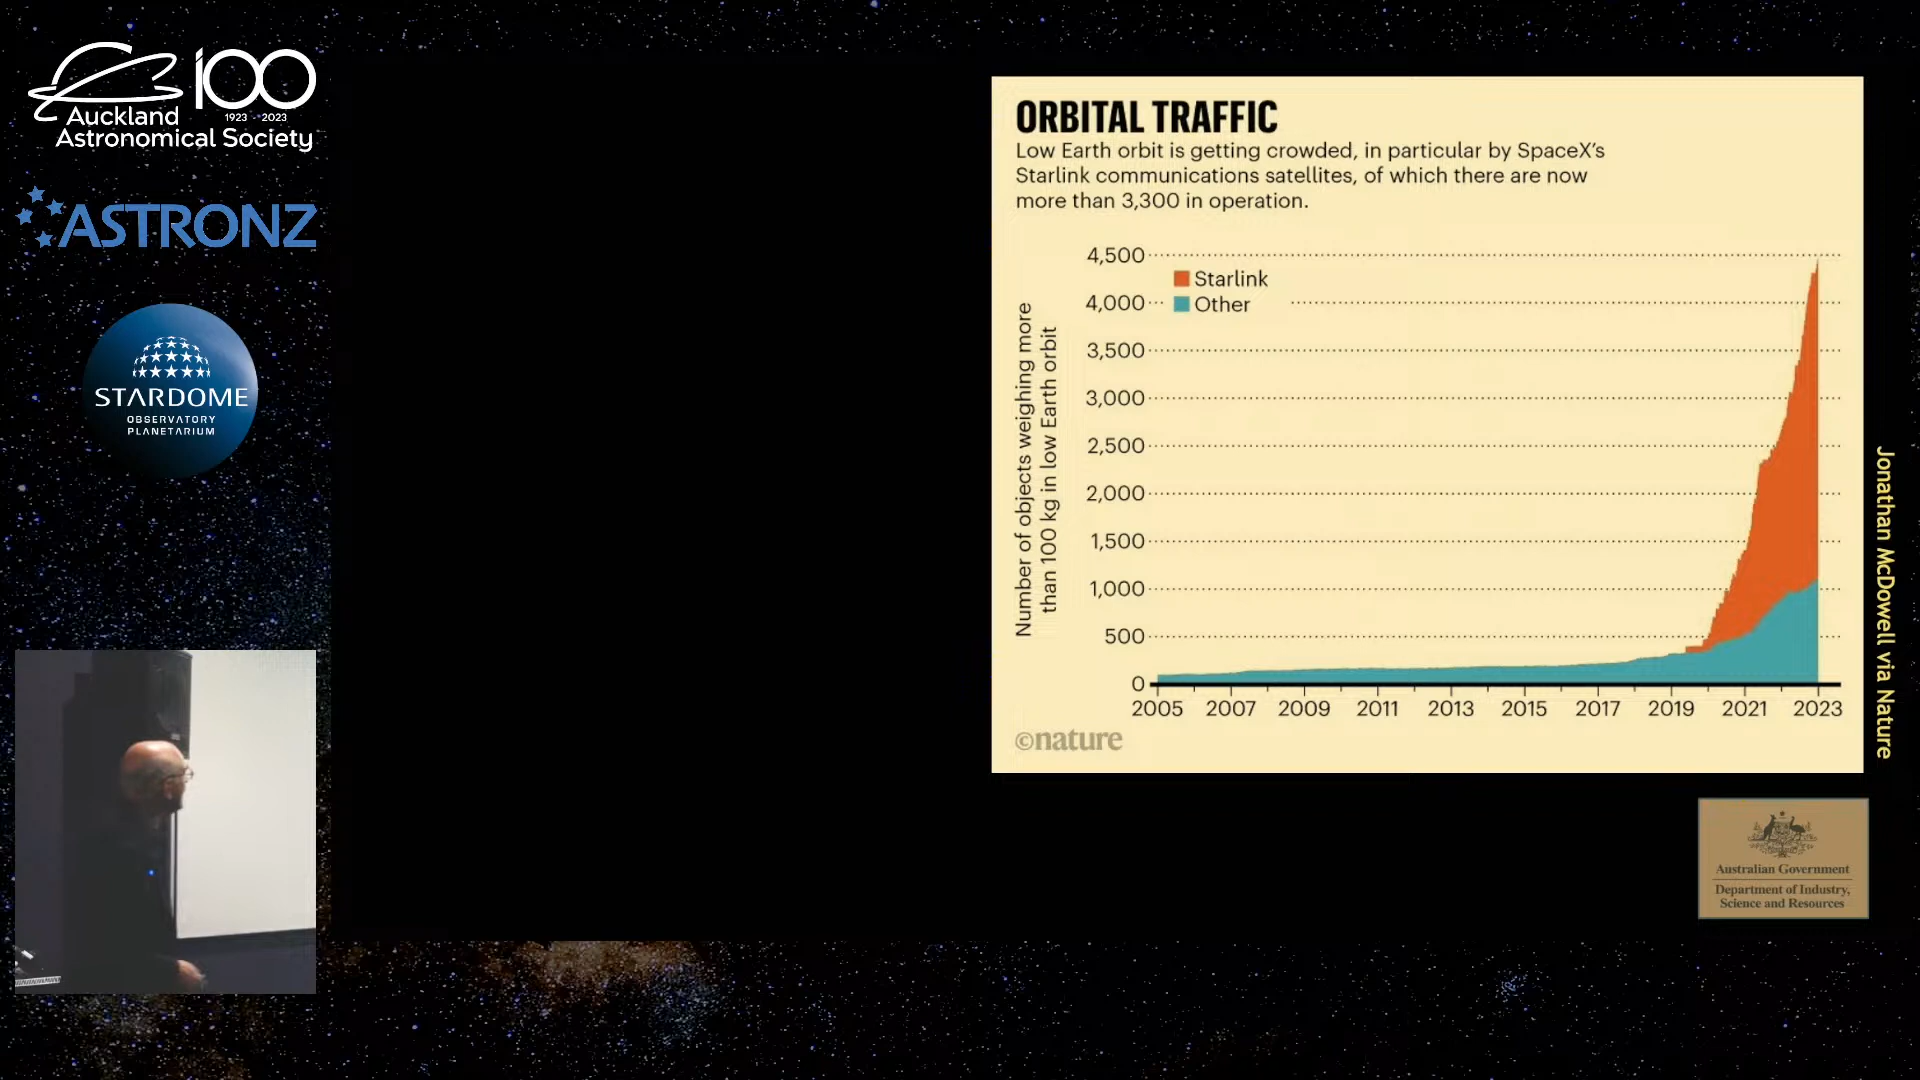 100
1923 - 2023
Auckland
Astronomical Society
ASTRONZ
STARDOME
OBSERVATORY
PLANETARIUM
ORBITAL TRAFFIC
Low Earth orbit is getting crowded, in particular by SpaceX's
Starlink communications satellites, of which there are now
more than 3,300 in operation.
Number of objects weighing more
than 100 kg in low Earth orbit
4,500
4,000
3,500
3,000
2,500
2,000
1,500
1,000
500
0
Starlink
Other
2005 2007 2009 2011 2013 2015 2017 2019 2021 2023
©nature
Jonathan McDowell via Nature
Australian Government
Department of Industry,
Science and Resources